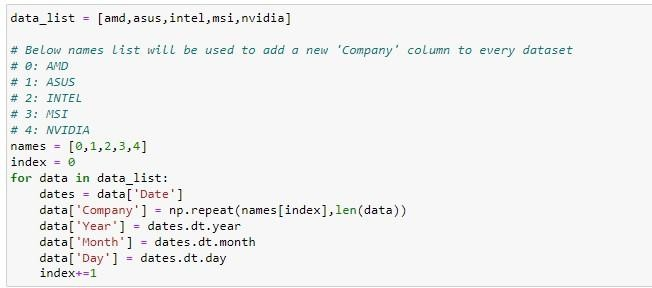 data_list = [amd,asus,intel,msi,nvidia]
# Below names list will be used to add a new 'Company' column to every dataset
# 0: AMD
# 1: ASUS
# 2: INTEL
# 3: MSI
# 4: NVIDIA
names = [0,1,2,3,4]
index = 0
for data in data_list:
    dates = data['Date']
    data['Company'] = np.repeat(names[index],len(data))
    data['Year'] = dates.dt.year
    data['Month'] = dates.dt.month
    data['Day'] = dates.dt.day
    index+=1